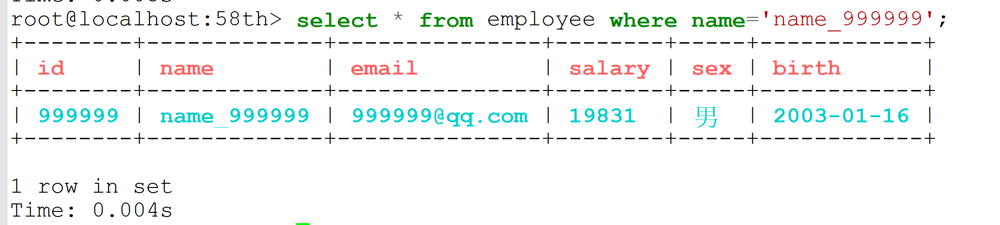 root@localhost:58th> select * from employee where name='name_999999';
+--------+-------------+---------------+--------+-----+------------+
| id     | name        | email         | salary | sex | birth      |
+--------+-------------+---------------+--------+-----+------------+
| 999999 | name_999999 | 999999@qq.com | 19831  | 男  | 2003-01-16 |
+--------+-------------+---------------+--------+-----+------------+
1 row in set
Time: 0.004s